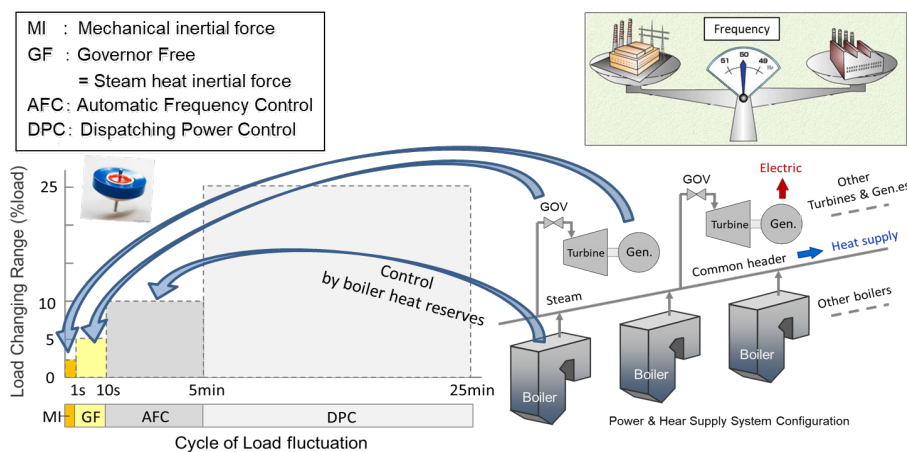 MI : Mechanical inertial force
GF : Governor Free
= Steam heat inertial force
AFC: Automatic Frequency Control
DPC: Dispatching Power Control
Frequency
51 50 49
Hz
Load Changing Range (%load)
25
10
5
0
1s 10s 5min 25min
MI GF AFC DPC
Cycle of Load fluctuation
Control
by boiler heat reserves
GOV
Turbine
Gen.
Steam
GOV
Turbine
Gen.
Electric
Other
Turbines & Gen.es
Heat supply
Common header
Other boilers
Boiler
Boiler
Boiler
Power & Hear Supply System Configuration